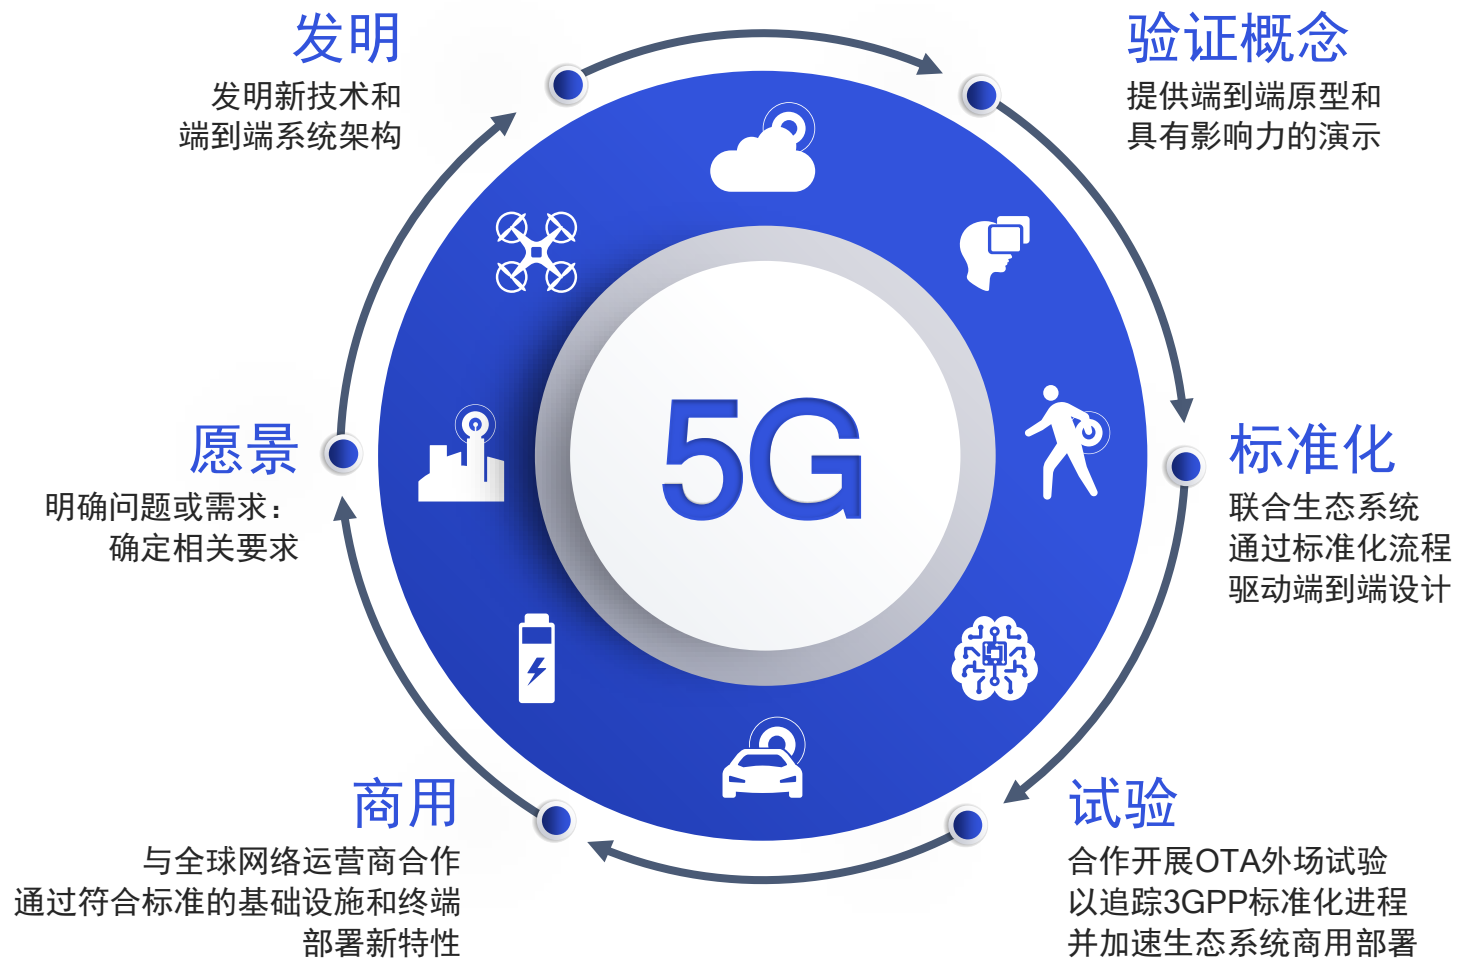 发明
发明新技术和
端到端系统架构
验证概念
提供端到端原型和
具有影响力的演示
5G
愿景
明确问题或需求：
确定相关要求
标准化
联合生态系统
通过标准化流程
驱动端到端设计
商用
与全球网络运营商合作
通过符合标准的基础设施和终端
部署新特性
试验
合作开展OTA外场试验
以追踪3GPP标准化进程
并加速生态系统商用部署